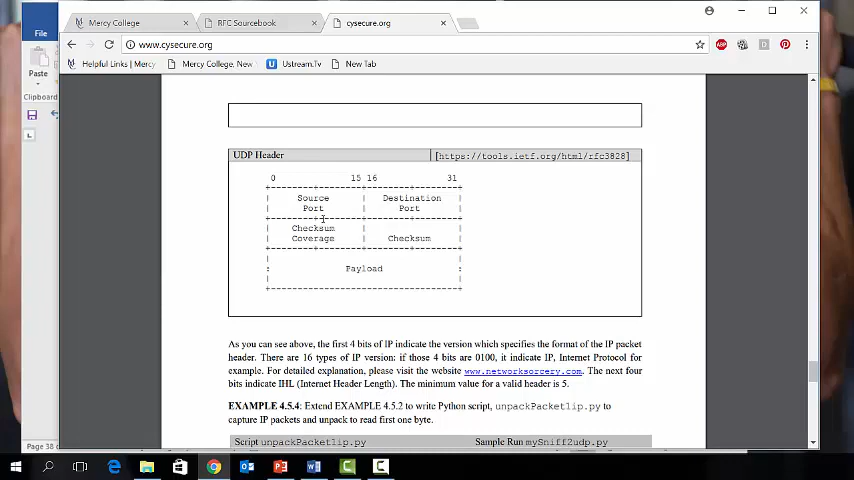 File
Paste
Clipboard
Page 38
Mercy College
RFC Sourcebook
cysecure.org
www.cysecure.org
ABP
Helpful Links | Mercy
Mercy College, New
Ustream.Tv
New Tab
UDP Header
[https://tools.ietf.org/html/rfc3828]
0 15 16 31
Source Destination
Port Port
Checksum
Coverage Checksum
Payload
As you can see above, the first 4 bits of IP indicate the version which specifies the format of the IP packet
header. There are 16 types of IP version: if those 4 bits are 0100, it indicate IP, Internet Protocol for
example. For detailed explanation, please visit the website www.networksorcery.com. The next four
bits indicate IHL (Internet Header Length). The minimum value for a valid header is 5.
EXAMPLE 4.5.4: Extend EXAMPLE 4.5.2 to write Python script, unpackPacket1ip.py to
capture IP packets and unpack to read first one byte.
Script unpackPacket1ip.py Sample Run mySniff2udp.py